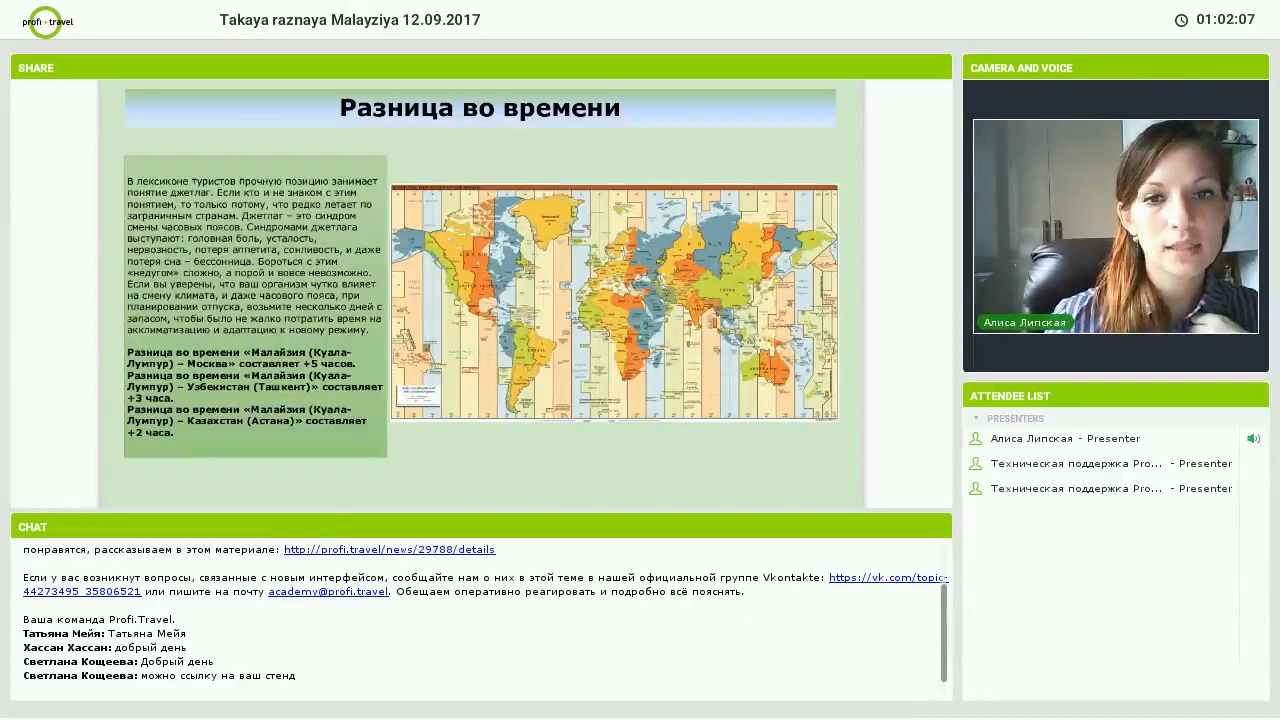 profi travel
Takaya raznaya Malayziya 12.09.2017
01:02:07
SHARE
Разница во времени
В лексиконе туристов прочную позицию занимает
понятие джетлаг. Если кто и не знаком с этим
понятием, то только потому, что редко летает по
заграничным странам. Джетлаг – это синдром
смены часовых поясов. Синдромами джетлага
выступают: головная боль, усталость,
нервозность, потеря аппетита, сонливость, и даже
потеря сна – бессонница. Бороться с этим
«недугом» сложно, а порой и вовсе невозможно.
Если вы уверены, что ваш организм чутко влияет
на смену климата, и даже часового пояса, при
планировании отпуска, возьмите несколько дней с
запасом, чтобы было не жалко потратить время на
акклиматизацию и адаптацию к новому режиму.
Разница во времени «Малайзия (Куала-
Лумпур) – Москва» составляет +5 часов.
Разница во времени «Малайзия (Куала-
Лумпур) – Узбекистан (Ташкент)» составляет
+3 часа.
Разница во времени «Малайзия (Куала-
Лумпур) – Казахстан (Астана)» составляет
+2 часа.
CAMERA AND VOICE
Алиса Липская
ATTENDEE LIST
PRESENTERS
Алиса Липская - Presenter
Техническая поддержка Pro... - Presenter
Техническая поддержка Pro... - Presenter
CHAT
понравятся, рассказываем в этом материале: http://profi.travel/news/29788/details
Если у вас возникнут вопросы, связанные с новым интерфейсом, сообщайте нам о них в этой теме в нашей официальной группе Vkontakte: https://vk.com/topic-
44273495_35806521 или пишите на почту academy@profi.travel. Обещаем оперативно реагировать и подробно всё пояснять.
Ваша команда Profi.Travel.
Татьяна Мейя: Татьяна Мейя
Хассан Хассан: добрый день
Светлана Кощеева: Добрый день
Светлана Кощеева: можно ссылку на ваш стенд